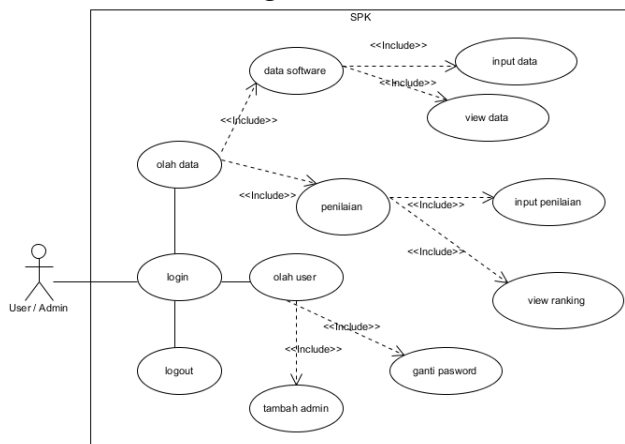 SPK
<<Include>>
input data
data software
<<Include>>
view data
<<Include>>
olah data
<<Include>>
penilaian
<<Include>>
input penilaian
<<Include>>
login
olah user
view ranking
User / Admin
<<Include>>
<<Include>>
logout
ganti pasword
tambah admin